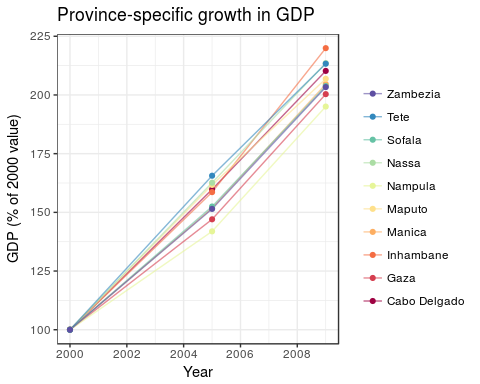 Province-specific growth in GDP
GDP (% of 2000 value)
225
200
175
150
125
100
2000 2002 2004 2006 2008
Year
Zambezia
Tete
Sofala
Nassa
Nampula
Maputo
Manica
Inhambane
Gaza
Cabo Delgado